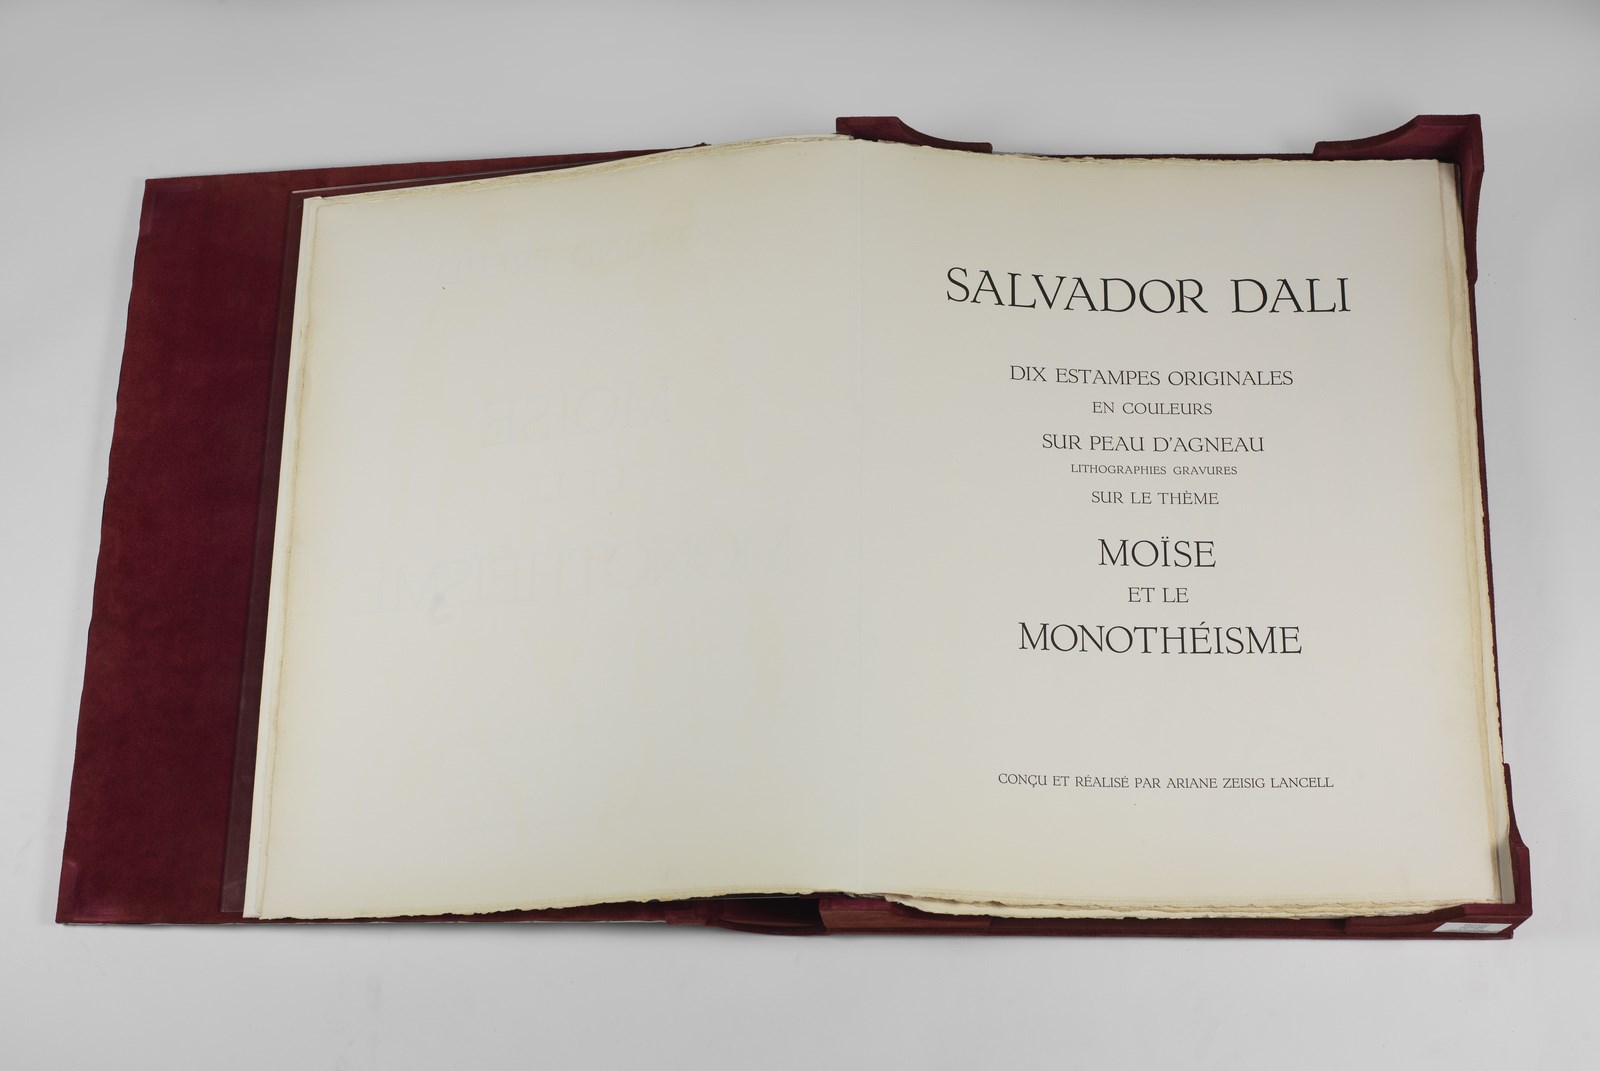 SALVADOR DALI
DIX ESTAMPES ORIGINALES
EN COULEURS
SUR PEAU D'AGNEAU
LITHOGRAPHIES GRAVURES
SUR LE THÈME
MOÏSE
ET LE
MONOTHÉISME
CONÇU ET RÉALISÉ PAR ARIANE ZEISIG LANCELL